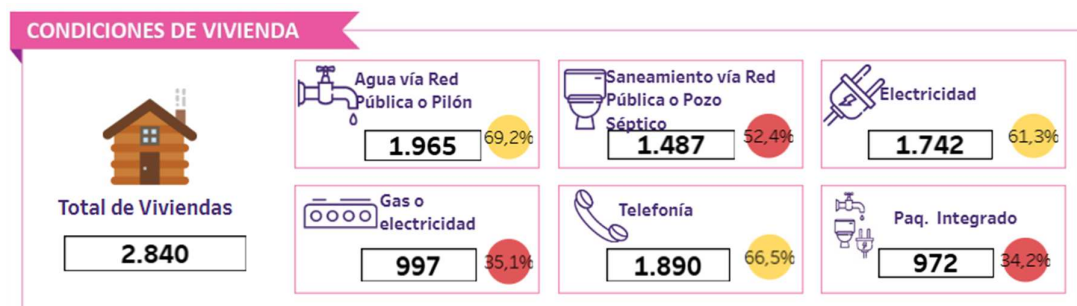 CONDICIONES DE VIVIENDA
Total de Viviendas
2.840
Agua vía Red
Pública o Pilón
1.965
69,2%
Saneamiento vía Red
Pública o Pozo
Séptico
1.487
52,4%
Electricidad
1.742
61,3%
Gas o
electricidad
997
35,1%
Telefonía
1.890
66,5%
Paq. Integrado
972
34,2%